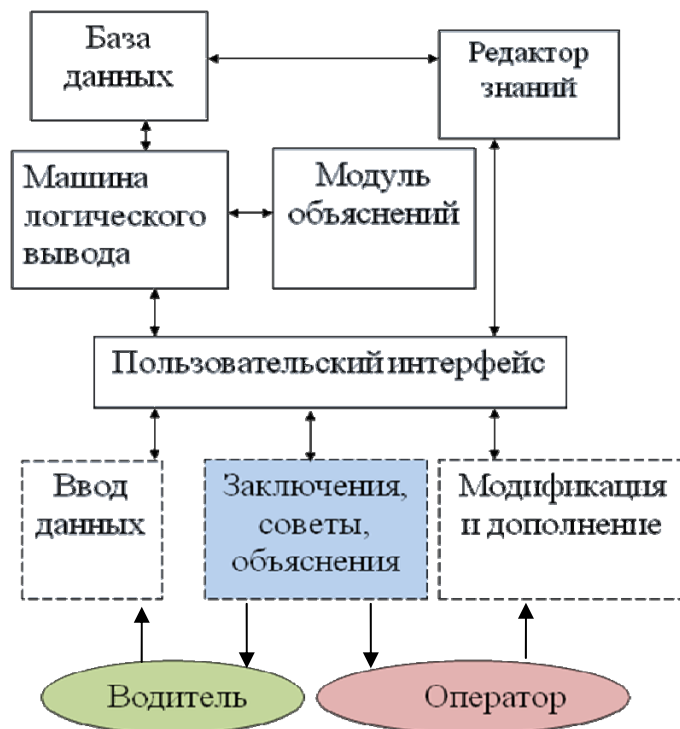 База
данных
Редактор
знаний
Машина
логического
вывода
Модуль
объяснений
Пользовательский интерфейс
Ввод
данных
Заключения,
советы,
объяснения
Модификация
и дополнение
Водитель
Оператор